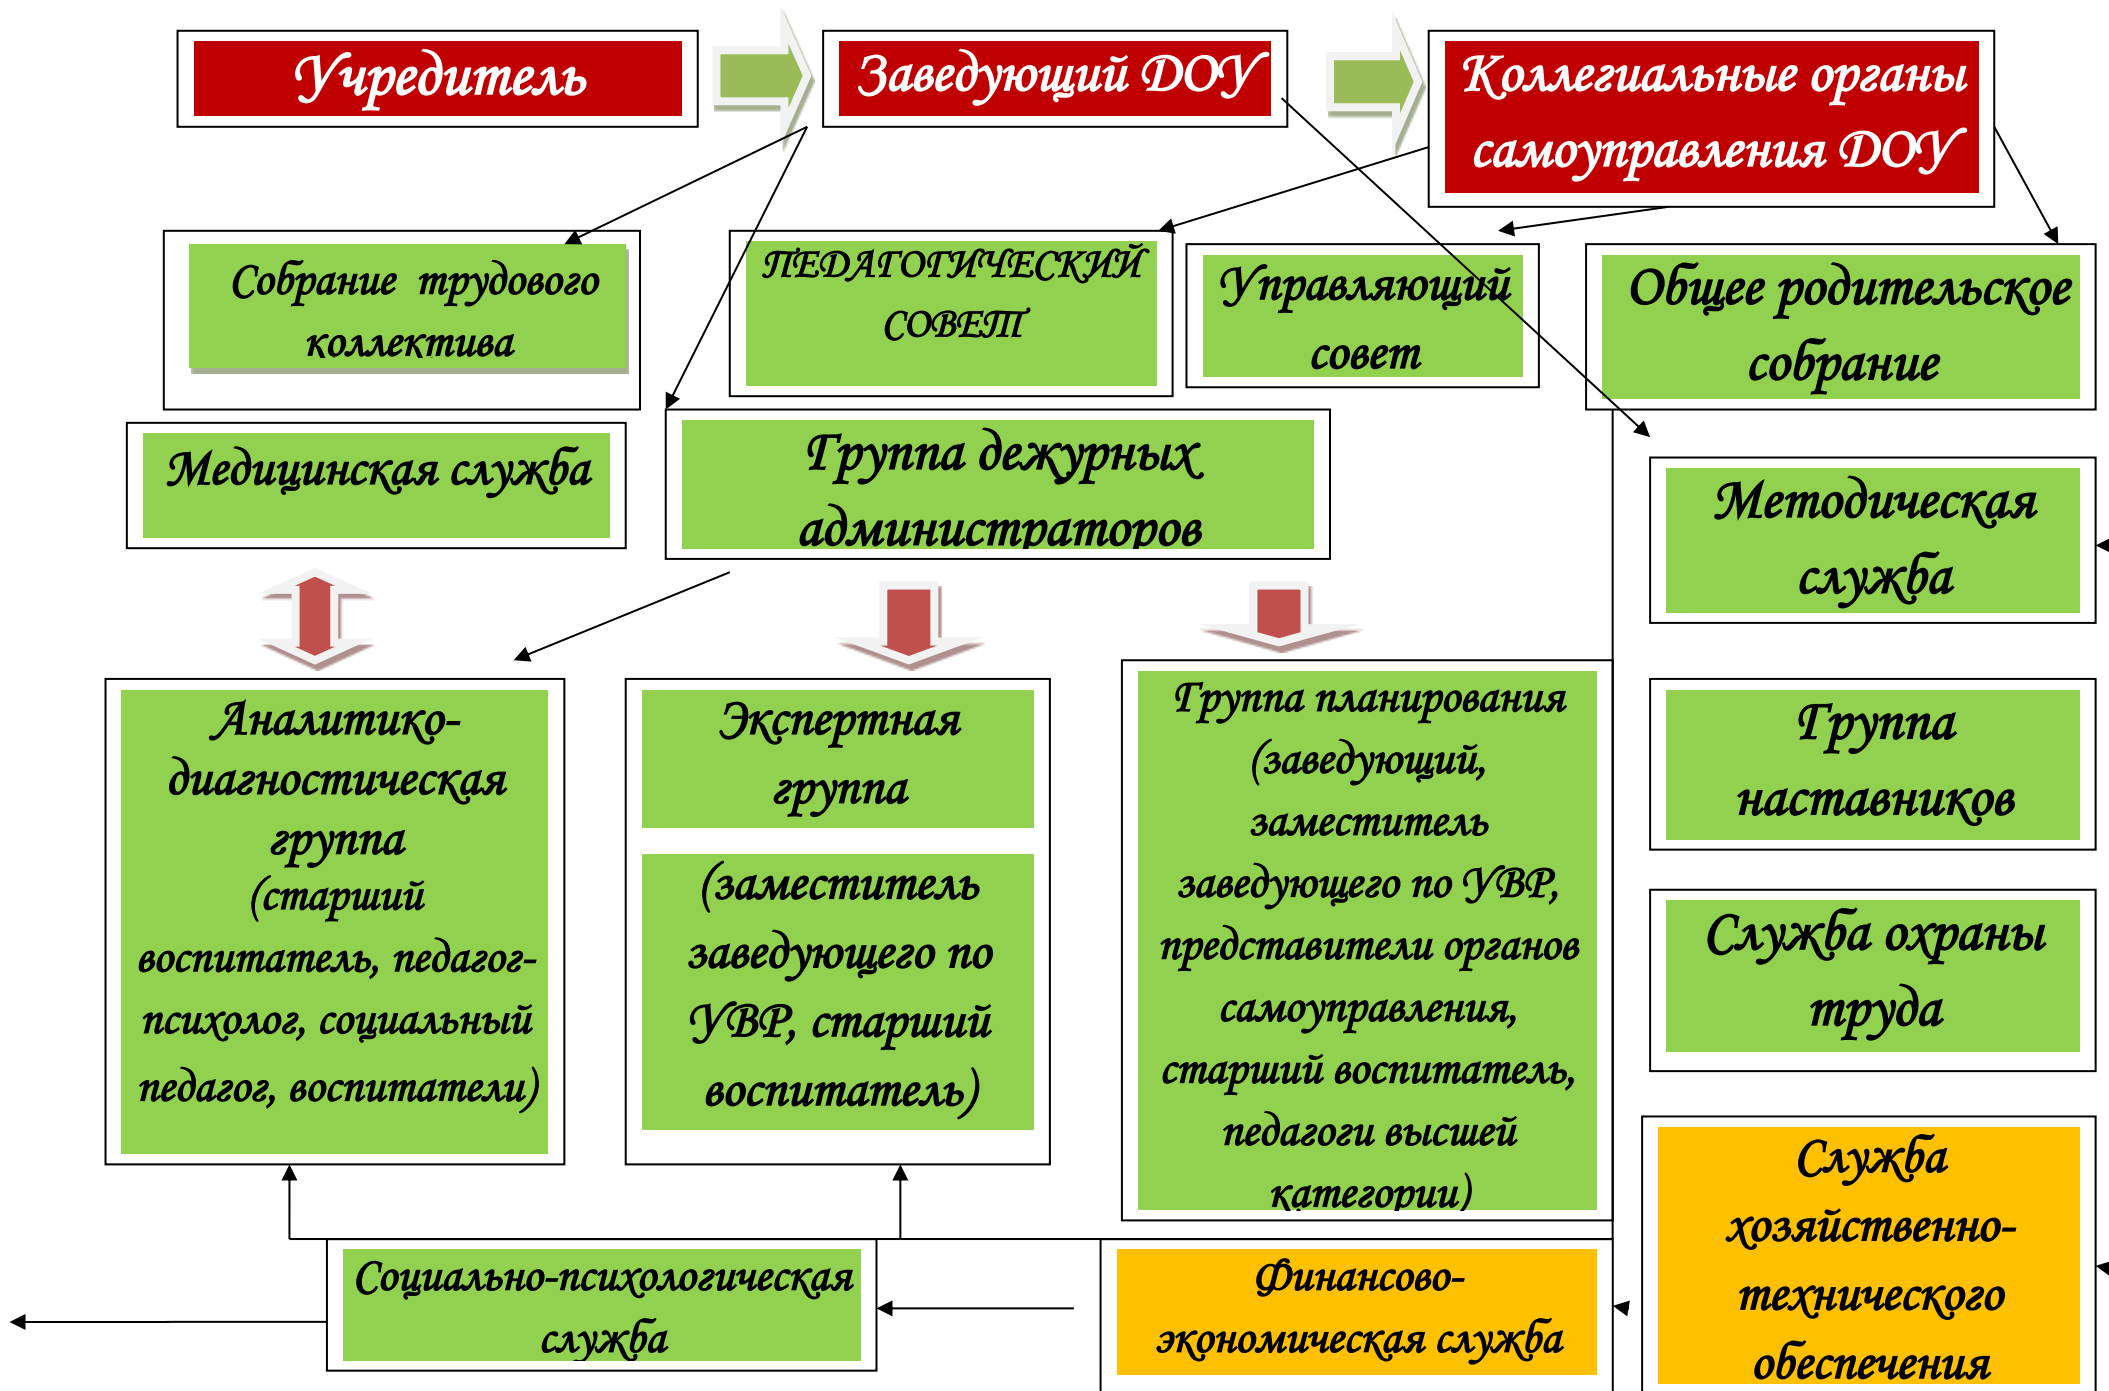 Учредитель
Заведующий ДОУ
Коллегиальные органы
самоуправления ДОУ
Собрание трудового
коллектива
ПЕДАГОГИЧЕСКИЙ
СОВЕТ
Управляющий
совет
Общее родительское
собрание
Медицинская служба
Группа дежурных
администраторов
Методическая
служба
Аналитико-
диагностическая
группа
(старший
воспитатель, педагог-
психолог, социальный
педагог, воспитатели)
Экспертная
группа
(заместитель
заведующего по
УВР, старший
воспитатель)
Группа планирования
(заведующий,
заместитель
заведующего по УВР,
представители органов
самоуправления,
старший воспитатель,
педагоги высшей
категории)
Группа
наставников
Служба охраны
труда
Социально-психологическая
служба
Финансово-
экономическая служба
Служба
хозяйственно-
технического
обеспечения